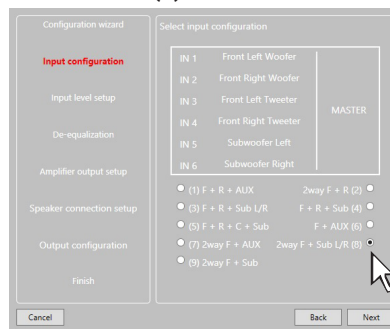 Configuration wizard
Input configuration
Input level setup
De-equalization
Amplifier output setup
Speaker connection setup
Output configuration
Finish
Select input configuration
IN 1 Front Left Woofer
IN 2 Front Right Woofer
IN 3 Front Left Tweeter
IN 4 Front Right Tweeter
IN 5 Subwoofer Left
IN 6 Subwoofer Right
MASTER
(1) F + R + AUX 2way F + R (2)
(3) F + R + Sub L/R F + R + Sub (4)
(5) F + R + C + Sub F + AUX (6)
(7) 2way F + AUX 2way F + Sub L/R (8)
(9) 2way F + Sub
Cancel Back Next